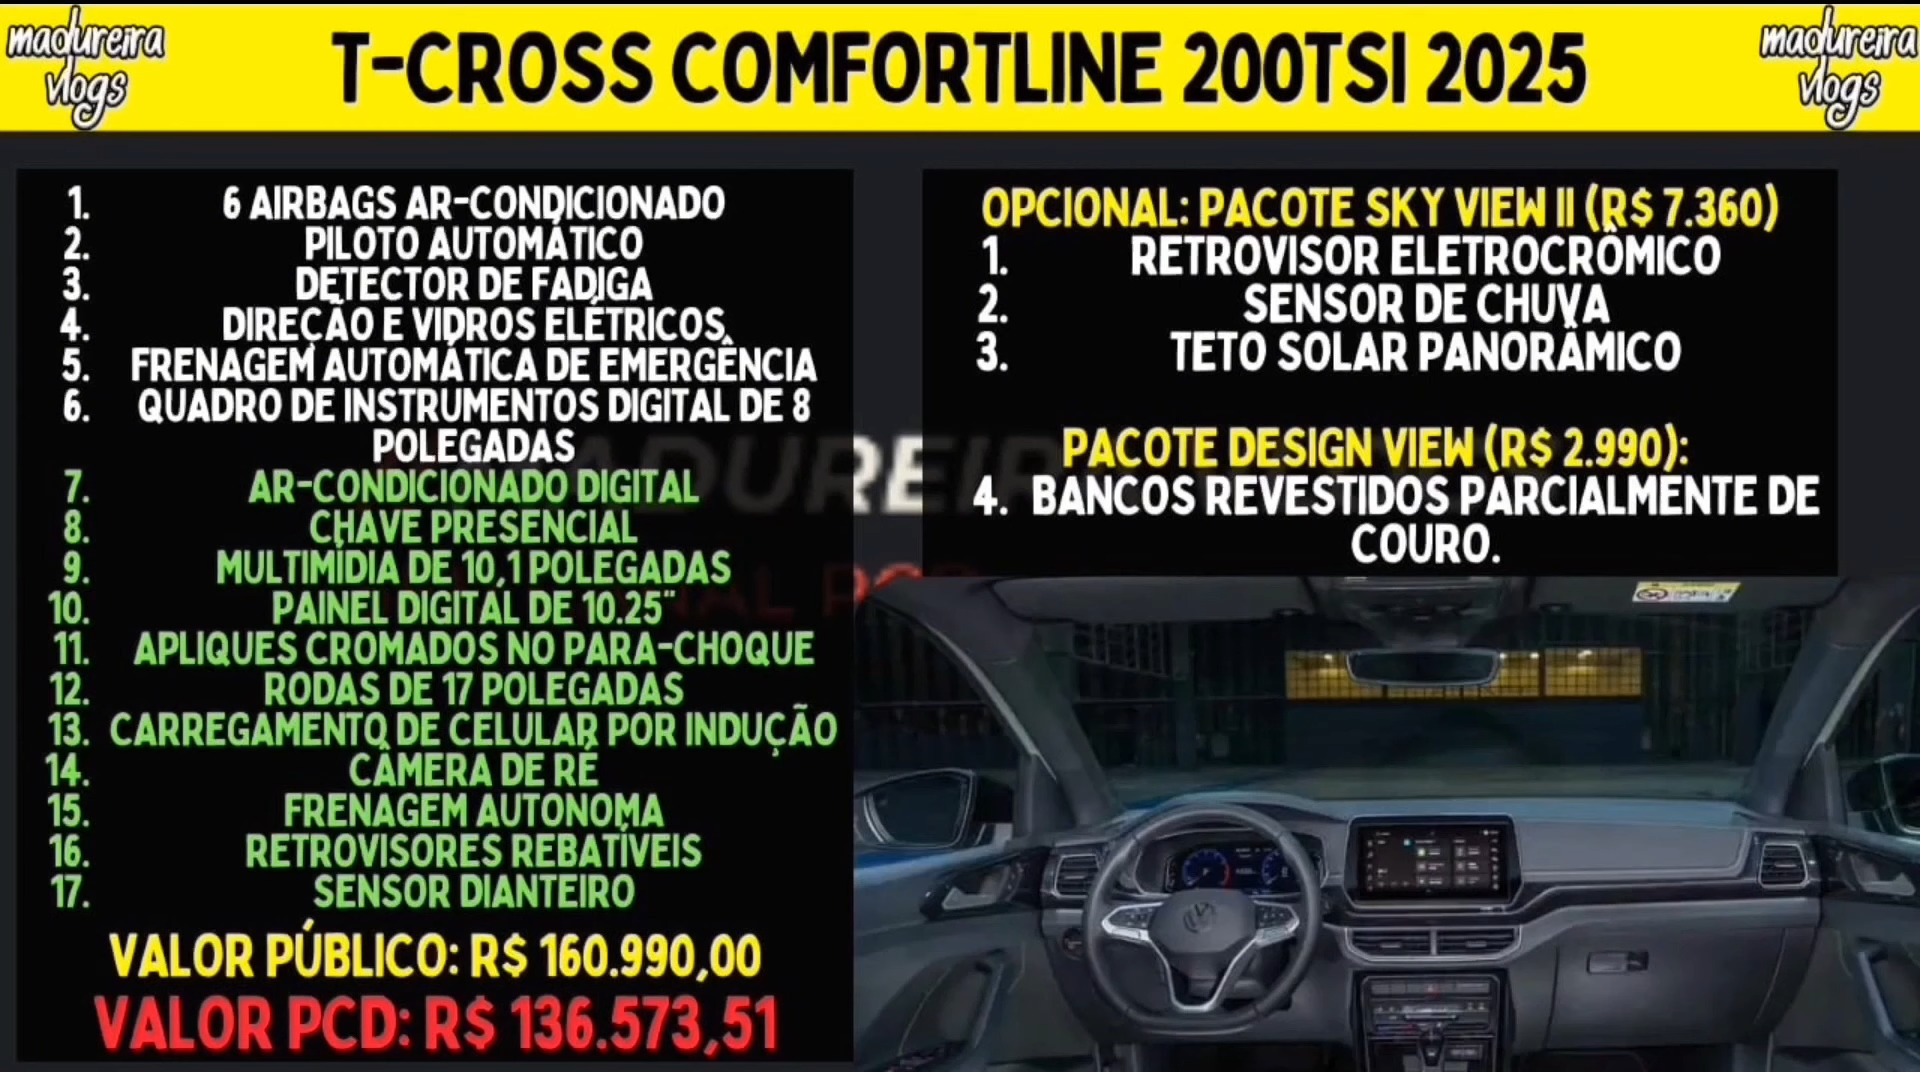 madureira
vlogs
T-CROSS COMFORTLINE 200TSI 2025
madureira
vlogs
1. 6 AIRBAGS AR-CONDICIONADO
2. PILOTO AUTOMÁTICO
3. DETECTOR DE FADIGA
4. DIREÇÃO E VIDROS ELÉTRICOS,
5. FRENAGEM AUTOMÁTICA DE EMERGÊNCIA
6. QUADRO DE INSTRUMENTOS DIGITAL DE 8
POLEGADAS
7. AR-CONDICIONADO DIGITAL
8. CHAVE PRESENCIAL
9. MULTIMÍDIA DE 10,1 POLEGADAS
10. PAINEL DIGITAL DE 10.25"
11. APLIQUES CROMADOS NO PARA-CHOQUE
12. RODAS DE 17 POLEGADAS
13. CARREGAMENTO DE CELULAR POR INDUÇÃO
14. CÂMERA DE RÉ
15. FRENAGEM AUTONOMA
16. RETROVISORES REBATÍVEIS
17. SENSOR DIANTEIRO
VALOR PÚBLICO: R$ 160.990,00
VALOR PCD: R$ 136.573,51
OPCIONAL: PACOTE SKY VIEW II (R$ 7.360)
1. RETROVISOR ELETROCRÔMICO
2. SENSOR DE CHUVA
3. TETO SOLAR PANORÂMICO
PACOTE DESIGN VIEW (R$ 2.990):
4. BANCOS REVESTIDOS PARCIALMENTE DE
COURO.